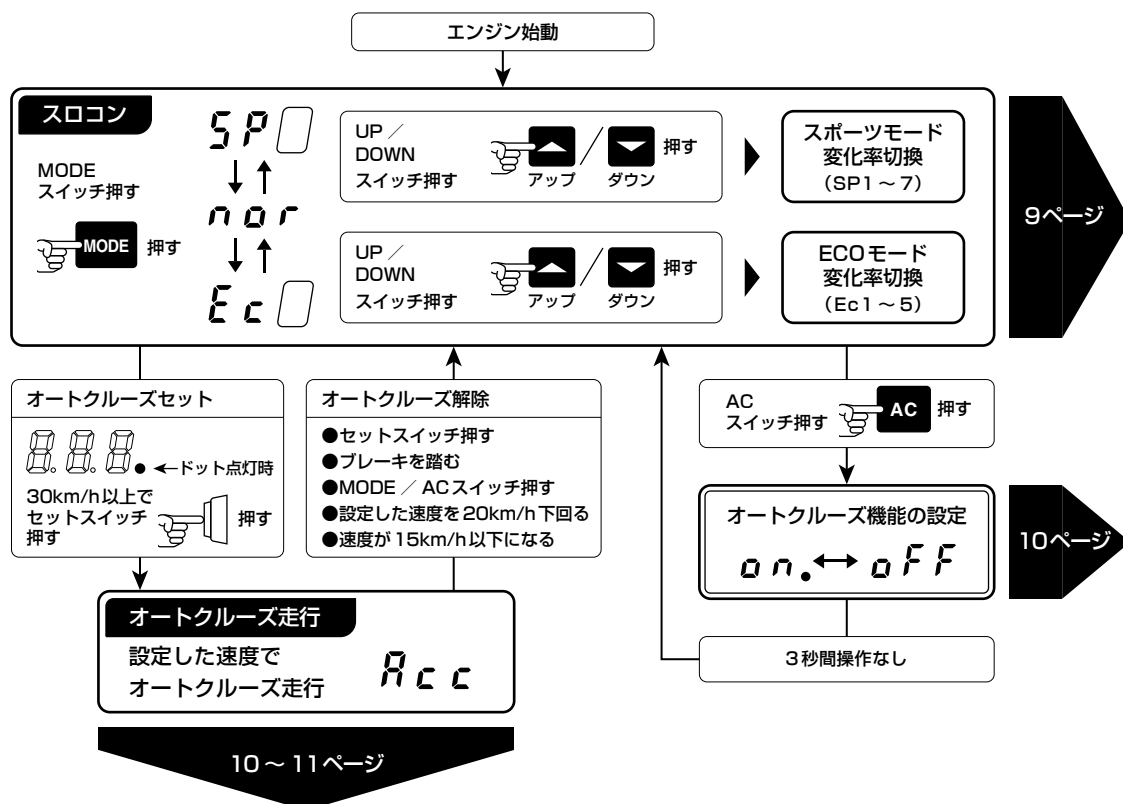 エンジン始動
スロコン
MODE
スイッチ押す
MODE 押す
SP
nor
Ec
UP ／
DOWN
スイッチ押す
アップ ／ ダウン 押す
スポーツモード
変化率切換
（SP1 ～ 7）
UP ／
DOWN
スイッチ押す
アップ ／ ダウン 押す
ECOモード
変化率切換
（Ec1 ～ 5）
9ページ
オートクルーズセット
8.8.8. ←ドット点灯時
30km/h以上で
セットスイッチ
押す
押す
オートクルーズ解除
●セットスイッチ押す
●ブレーキを踏む
●MODE ／ ACスイッチ押す
●設定した速度を20km/h下回る
●速度が15km/h以下になる
AC
スイッチ押す
AC 押す
オートクルーズ機能の設定
on.↔oFF
10ページ
3秒間操作なし
オートクルーズ走行
設定した速度で
オートクルーズ走行
Acc
10 ～ 11ページ